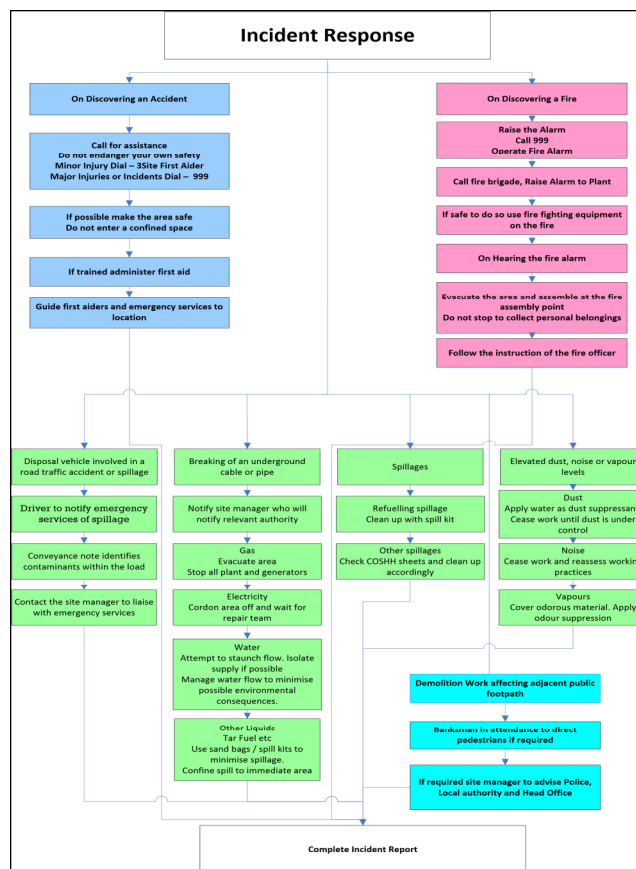 Incident Response
On Discovering an Accident
Call for assistance
Do not endanger your own safety
Minor Injury Dial – 3Site First Aider
Major Injuries or Incidents Dial – 999
If possible make the area safe
Do not enter a confined space
If trained administer first aid
Guide first aiders and emergency services to
location
On Discovering a Fire
Raise the Alarm
Call 999
Operate Fire Alarm
Call fire brigade, Raise Alarm to Plant
If safe to do so use fire fighting equipment
on the fire
On Hearing the fire alarm
Evacuate the area and assemble at the fire
assembly point
Do not stop to collect personal belongings
Follow the instruction of the fire officer
Disposal vehicle involved in a
road traffic accident or spillage
Driver to notify emergency
services of spillage
Conveyance note identifies
contaminants within the load
Contact the site manager to liaise
with emergency services
Breaking of an underground
cable or pipe
Notify site manager who will
notify relevant authority
Gas
Evacuate area
Stop all plant and generators
Electricity
Cordon area off and wait for
repair team
Water
Attempt to staunch flow. Isolate
supply if possible
Manage water flow to minimise
possible environmental
consequences.
Other Liquids
Tar Fuel etc
Use sand bags / spill kits to
minimise spillage.
Confine spill to immediate area
Spillages
Refuelling spillage
Clean up with spill kit
Other spillages
Check COSHH sheets and clean up
accordingly
Elevated dust, noise or vapour
levels
Dust
Apply water as dust suppressant
Cease work until dust is under
control
Noise
Cease work and reassess working
practices
Vapours
Cover odorous material. Apply
odour suppression
Demolition Work affecting adjacent public
footpath
Banksman in attendance to direct
pedestrians if required
If required site manager to advise Police,
Local authority and Head Office
Complete Incident Report